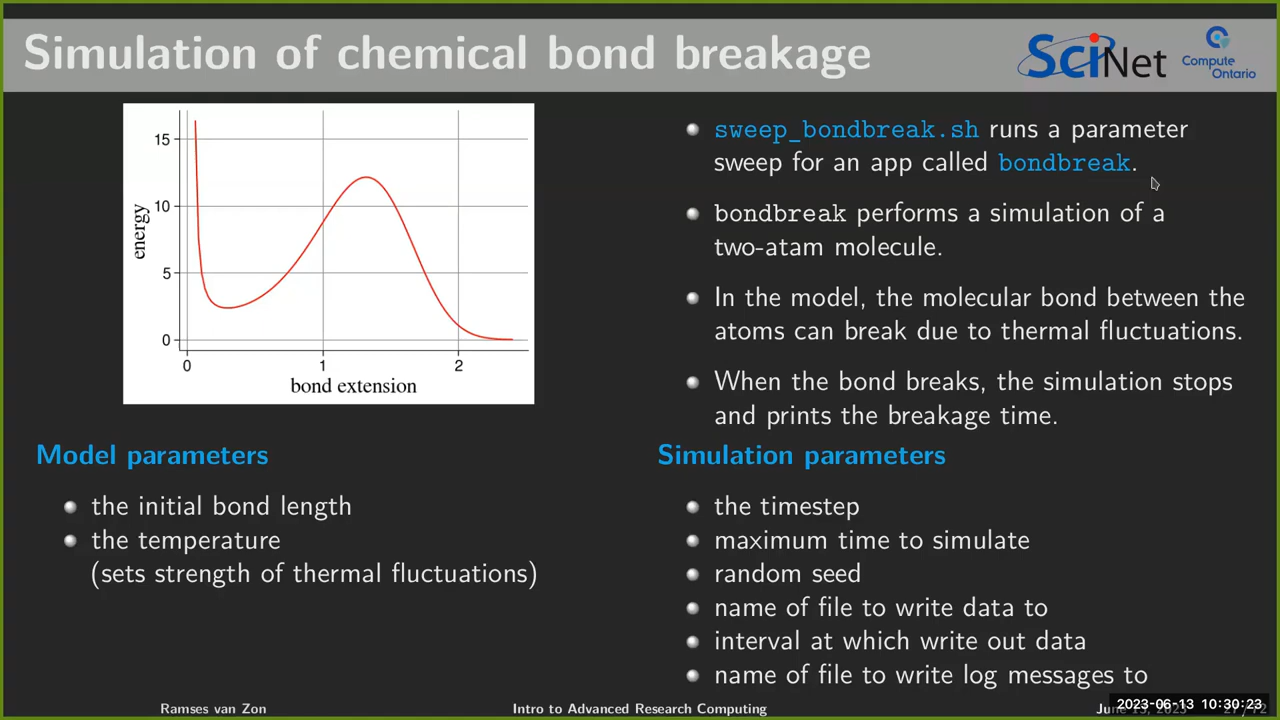 Simulation of chemical bond breakage
SciNet
Compute
Ontario
15
10
5
0
energy
0
1
2
bond extension
sweep_bondbreak.sh runs a parameter
sweep for an app called bondbreak.
bondbreak performs a simulation of a
two-atam molecule.
In the model, the molecular bond between the
atoms can break due to thermal fluctuations.
When the bond breaks, the simulation stops
and prints the breakage time.
Model parameters
the initial bond length
the temperature
(sets strength of thermal fluctuations)
Simulation parameters
the timestep
maximum time to simulate
random seed
name of file to write data to
interval at which write out data
name of file to write log messages to
Ramses van Zon
Intro to Advanced Research Computing
2023-06-13 10:30:23